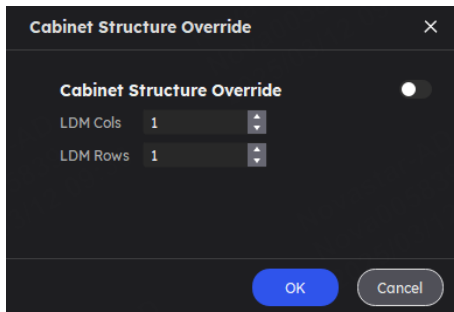 Cabinet Structure Override
Cabinet Structure Override
LDM Cols 1
LDM Rows 1
OK Cancel